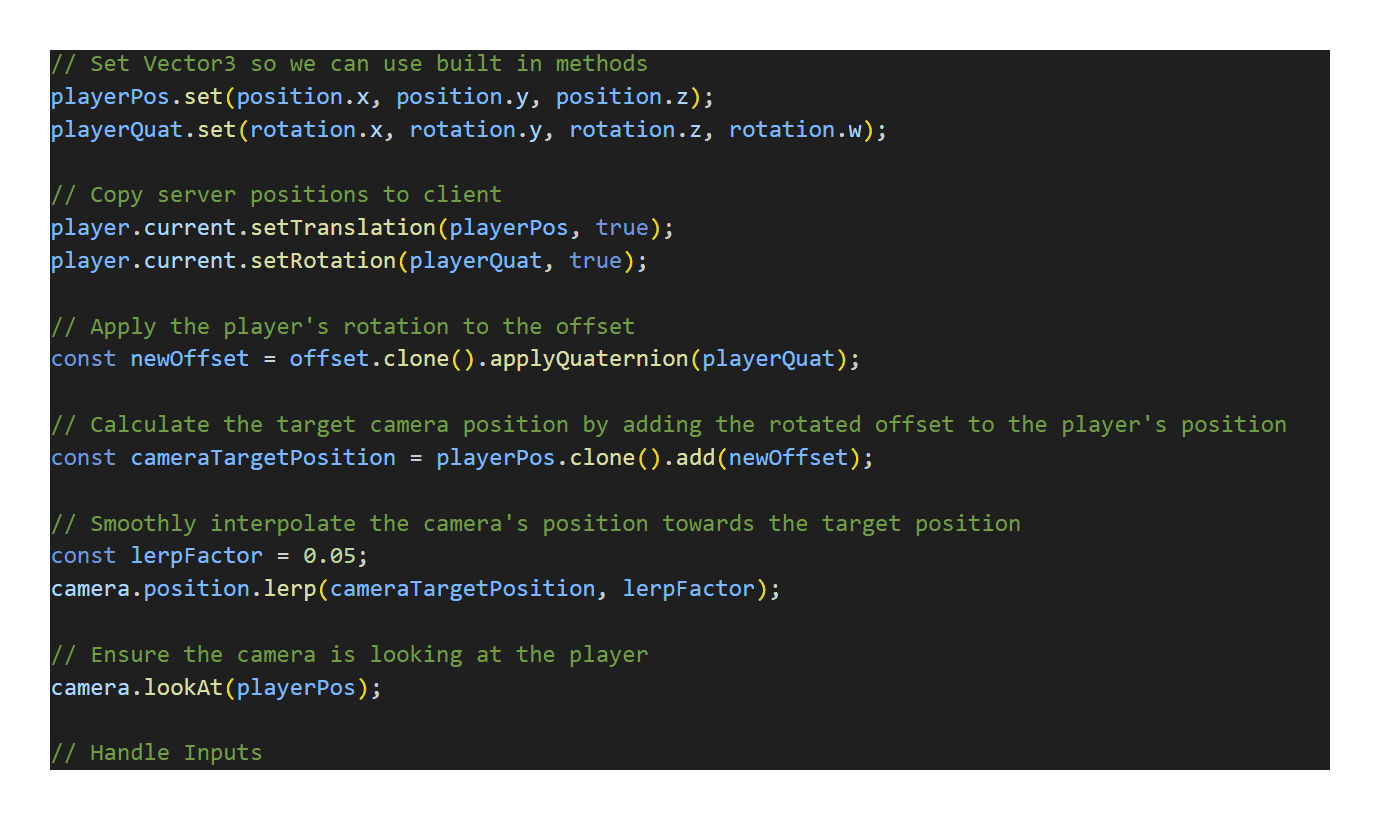 // Set Vector3 so we can use built in methods
playerPos.set(position.x, position.y, position.z);
playerQuat.set(rotation.x, rotation.y, rotation.z, rotation.w);
// Copy server positions to client
player.current.setTranslation(playerPos, true);
player.current.setRotation(playerQuat, true);
// Apply the player's rotation to the offset
const newOffset = offset.clone().applyQuaternion(playerQuat);
// Calculate the target camera position by adding the rotated offset to the player's position
const cameraTargetPosition = playerPos.clone().add(newOffset);
// Smoothly interpolate the camera's position towards the target position
const lerpFactor = 0.05;
camera.position.lerp(cameraTargetPosition, lerpFactor);
// Ensure the camera is looking at the player
camera.lookAt(playerPos);
// Handle Inputs